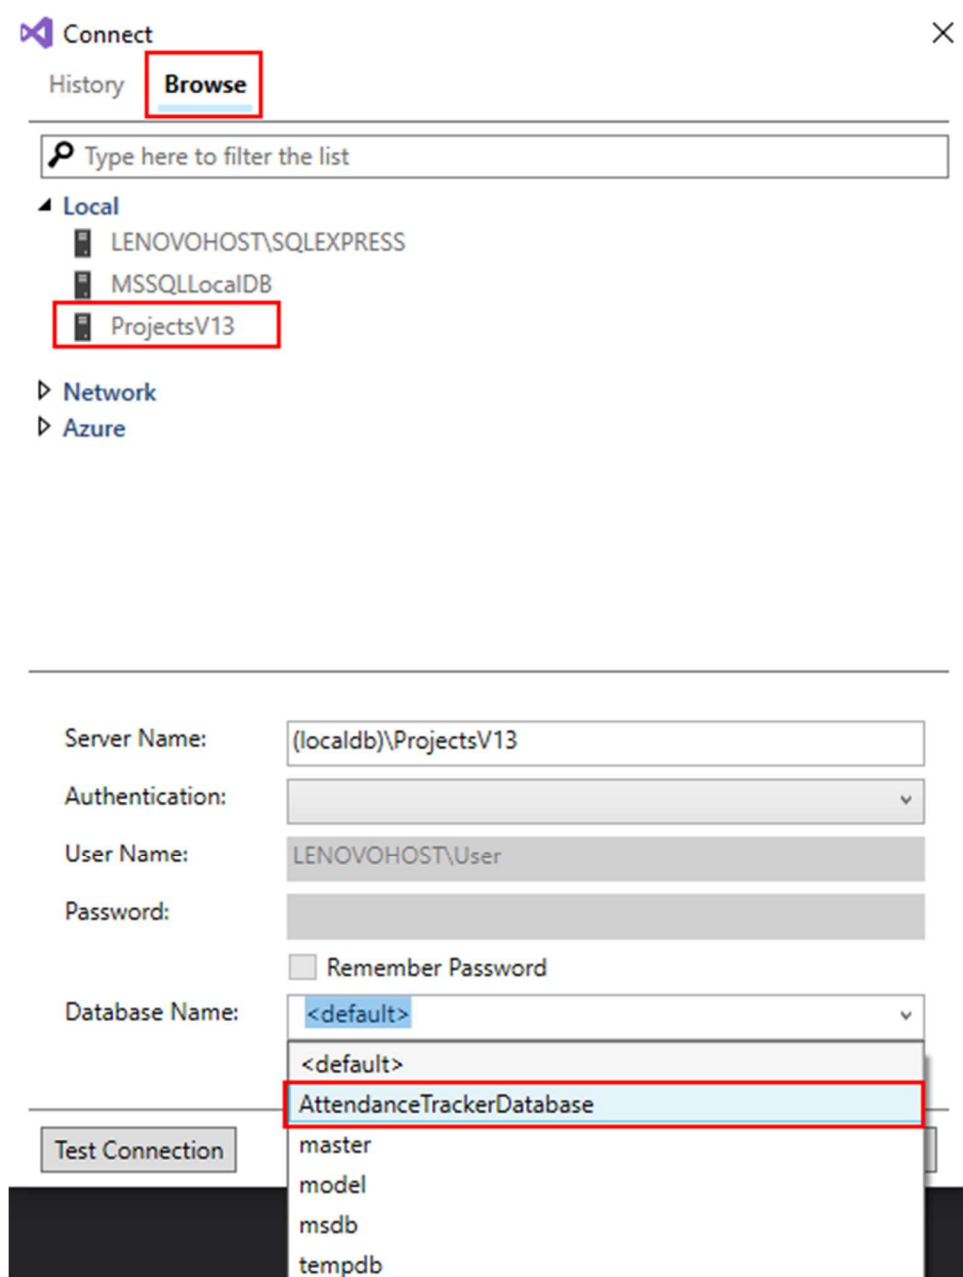 Connect
History Browse
Type here to filter the list
Local
LENOVOHOST\SQLEXPRESS
MSSQLLocalDB
ProjectsV13
Network
Azure
Server Name: (localdb)\ProjectsV13
Authentication:
User Name: LENOVOHOST\User
Password:
Remember Password
Database Name: <default>
<default>
AttendanceTrackerDatabase
Test Connection master
model
msdb
tempdb